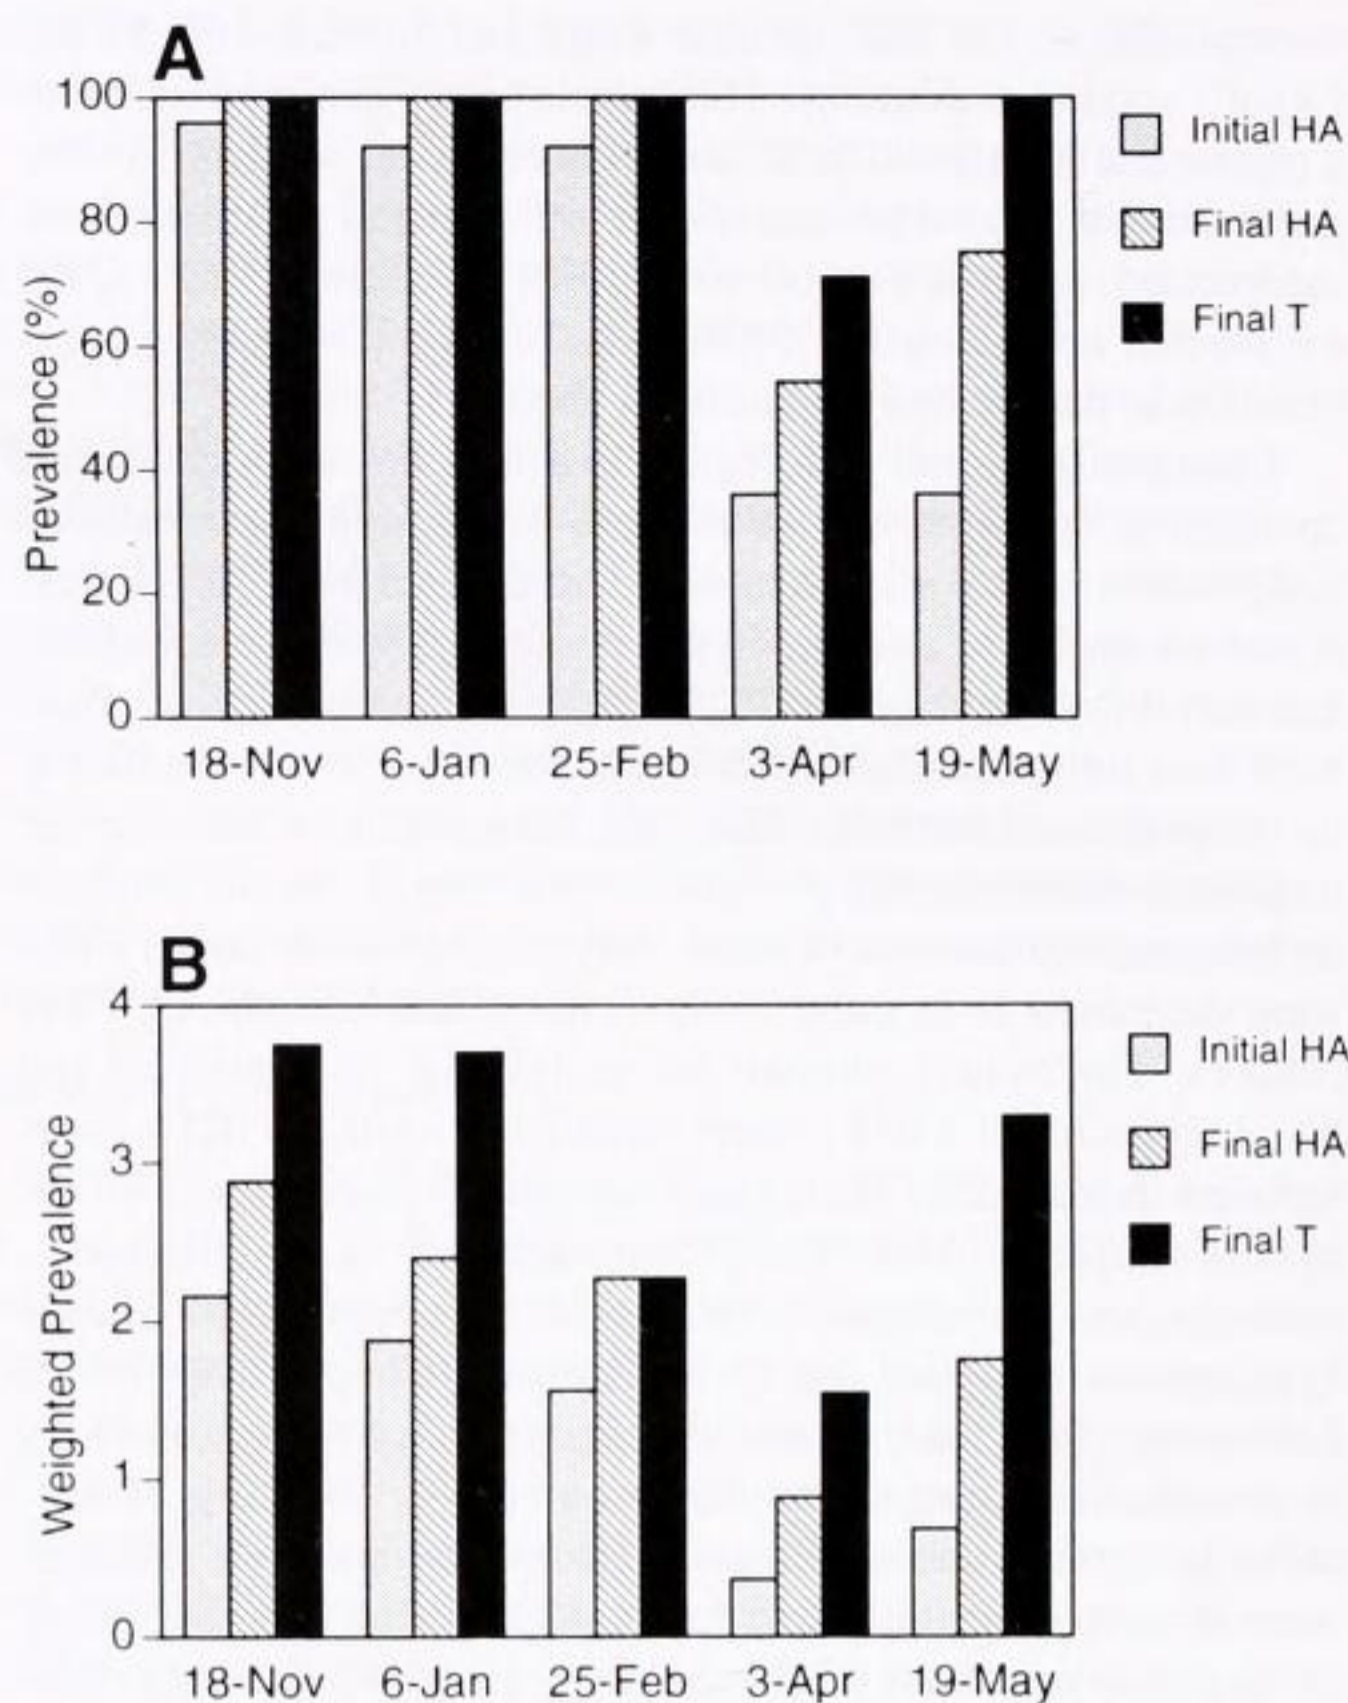 A
100
80
60
40
20
0
Prevalence (%)
18-Nov 6-Jan 25-Feb 3-Apr 19-May
Initial HA
Final HA
Final T
B
4
3
2
1
0
Weighted Prevalence
18-Nov 6-Jan 25-Feb 3-Apr 19-May
Initial HA
Final HA
Final T